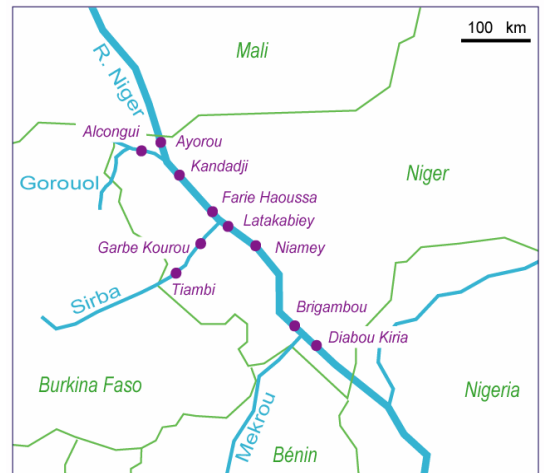 100 km
Mali
R. Niger
Alcongui
Ayorou
Kandadji
Niger
Gorouol
Farie Haoussa
Latakabiey
Garbe Kourou
Niamey
Tiambi
Sirba
Brigambou
Diabou Kiria
Burkina Faso
Nigeria
Mekrou
Bénin